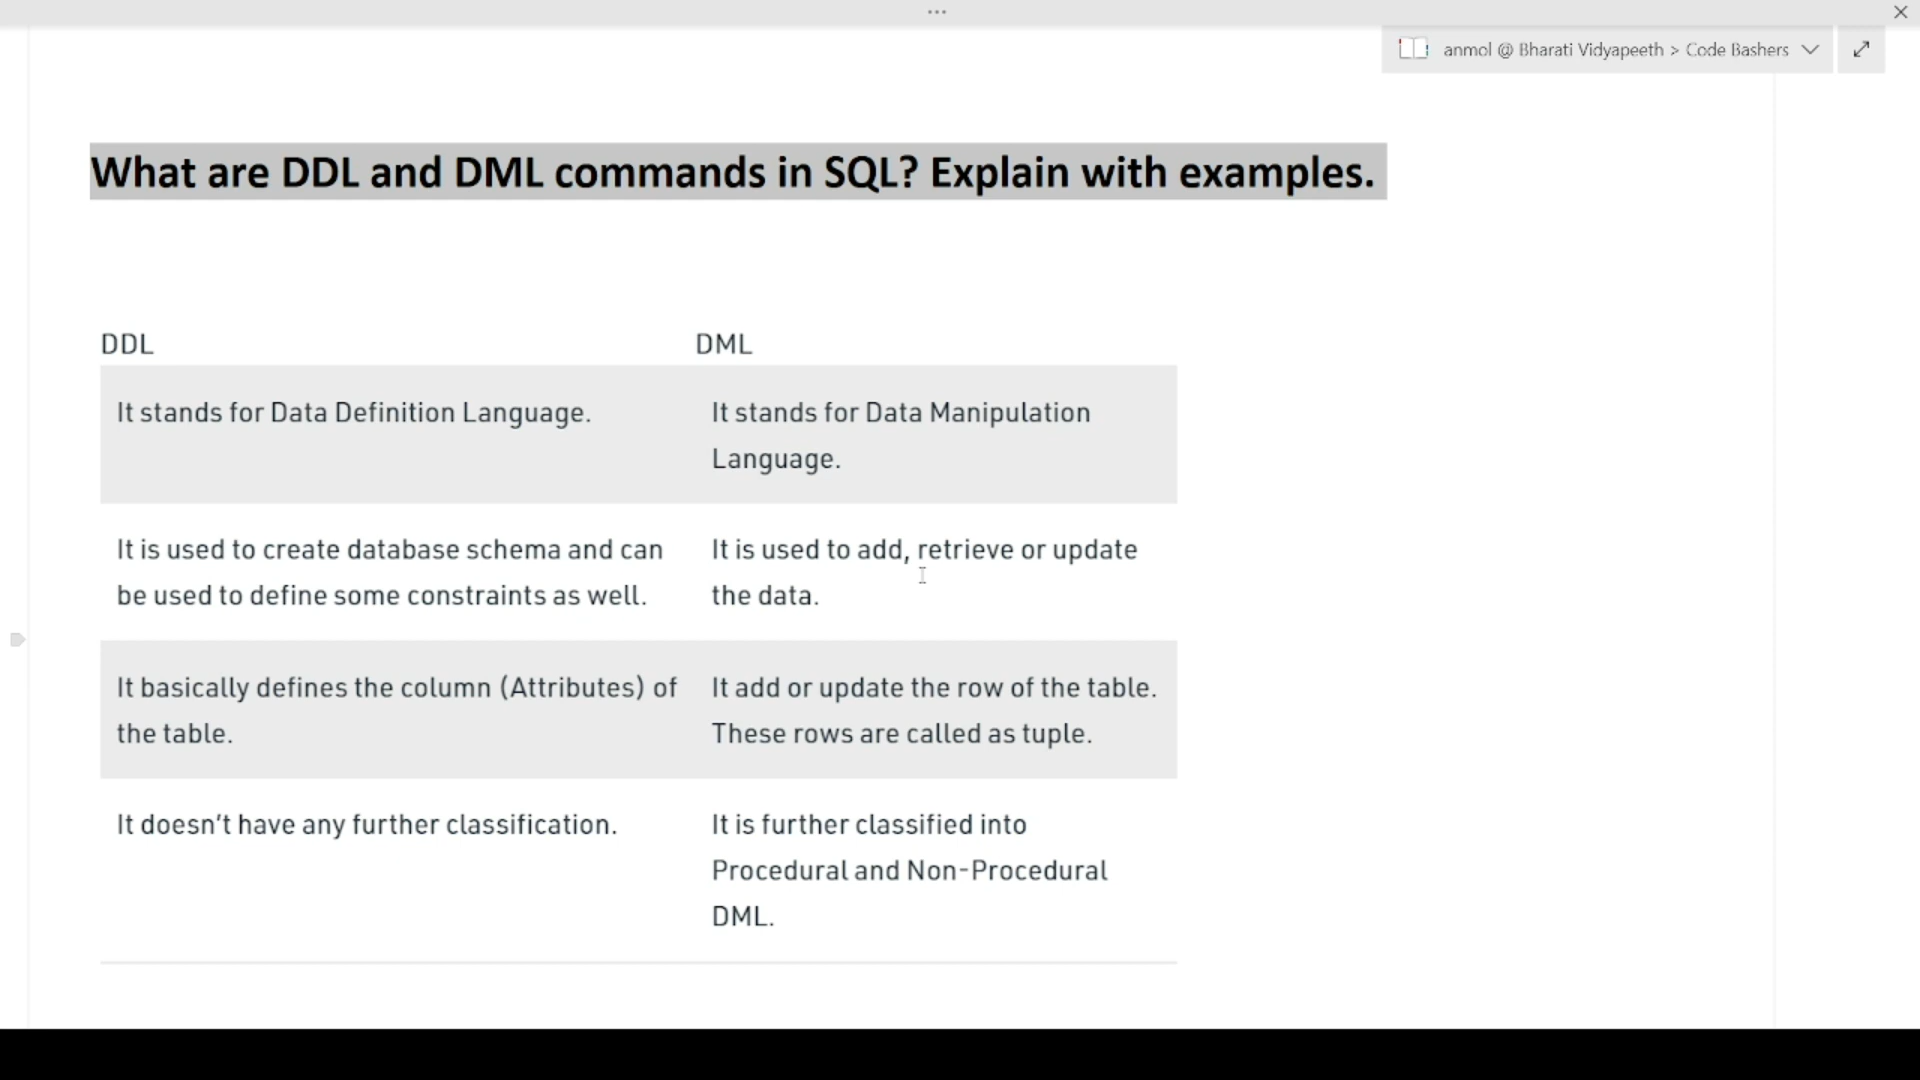 anmol @ Bharati Vidyapeeth > Code Bashers
What are DDL and DML commands in SQL? Explain with examples.
DDL DML
It stands for Data Definition Language.
It stands for Data Manipulation
Language.
It is used to create database schema and can
be used to define some constraints as well.
It is used to add, retrieve or update
the data.
It basically defines the column (Attributes) of
the table.
It add or update the row of the table.
These rows are called as tuple.
It doesn't have any further classification.
It is further classified into
Procedural and Non-Procedural
DML.